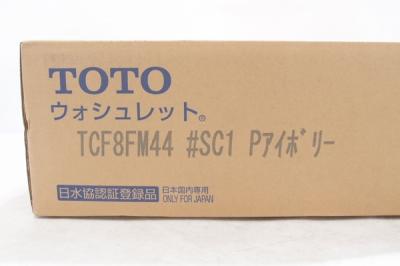 TOTO
ウォシュレット®
TCF8FM44 #SC1 Pｱｲﾎﾞﾘｰ
日水協認証登録品 日本国内専用
ONLY FOR JAPAN